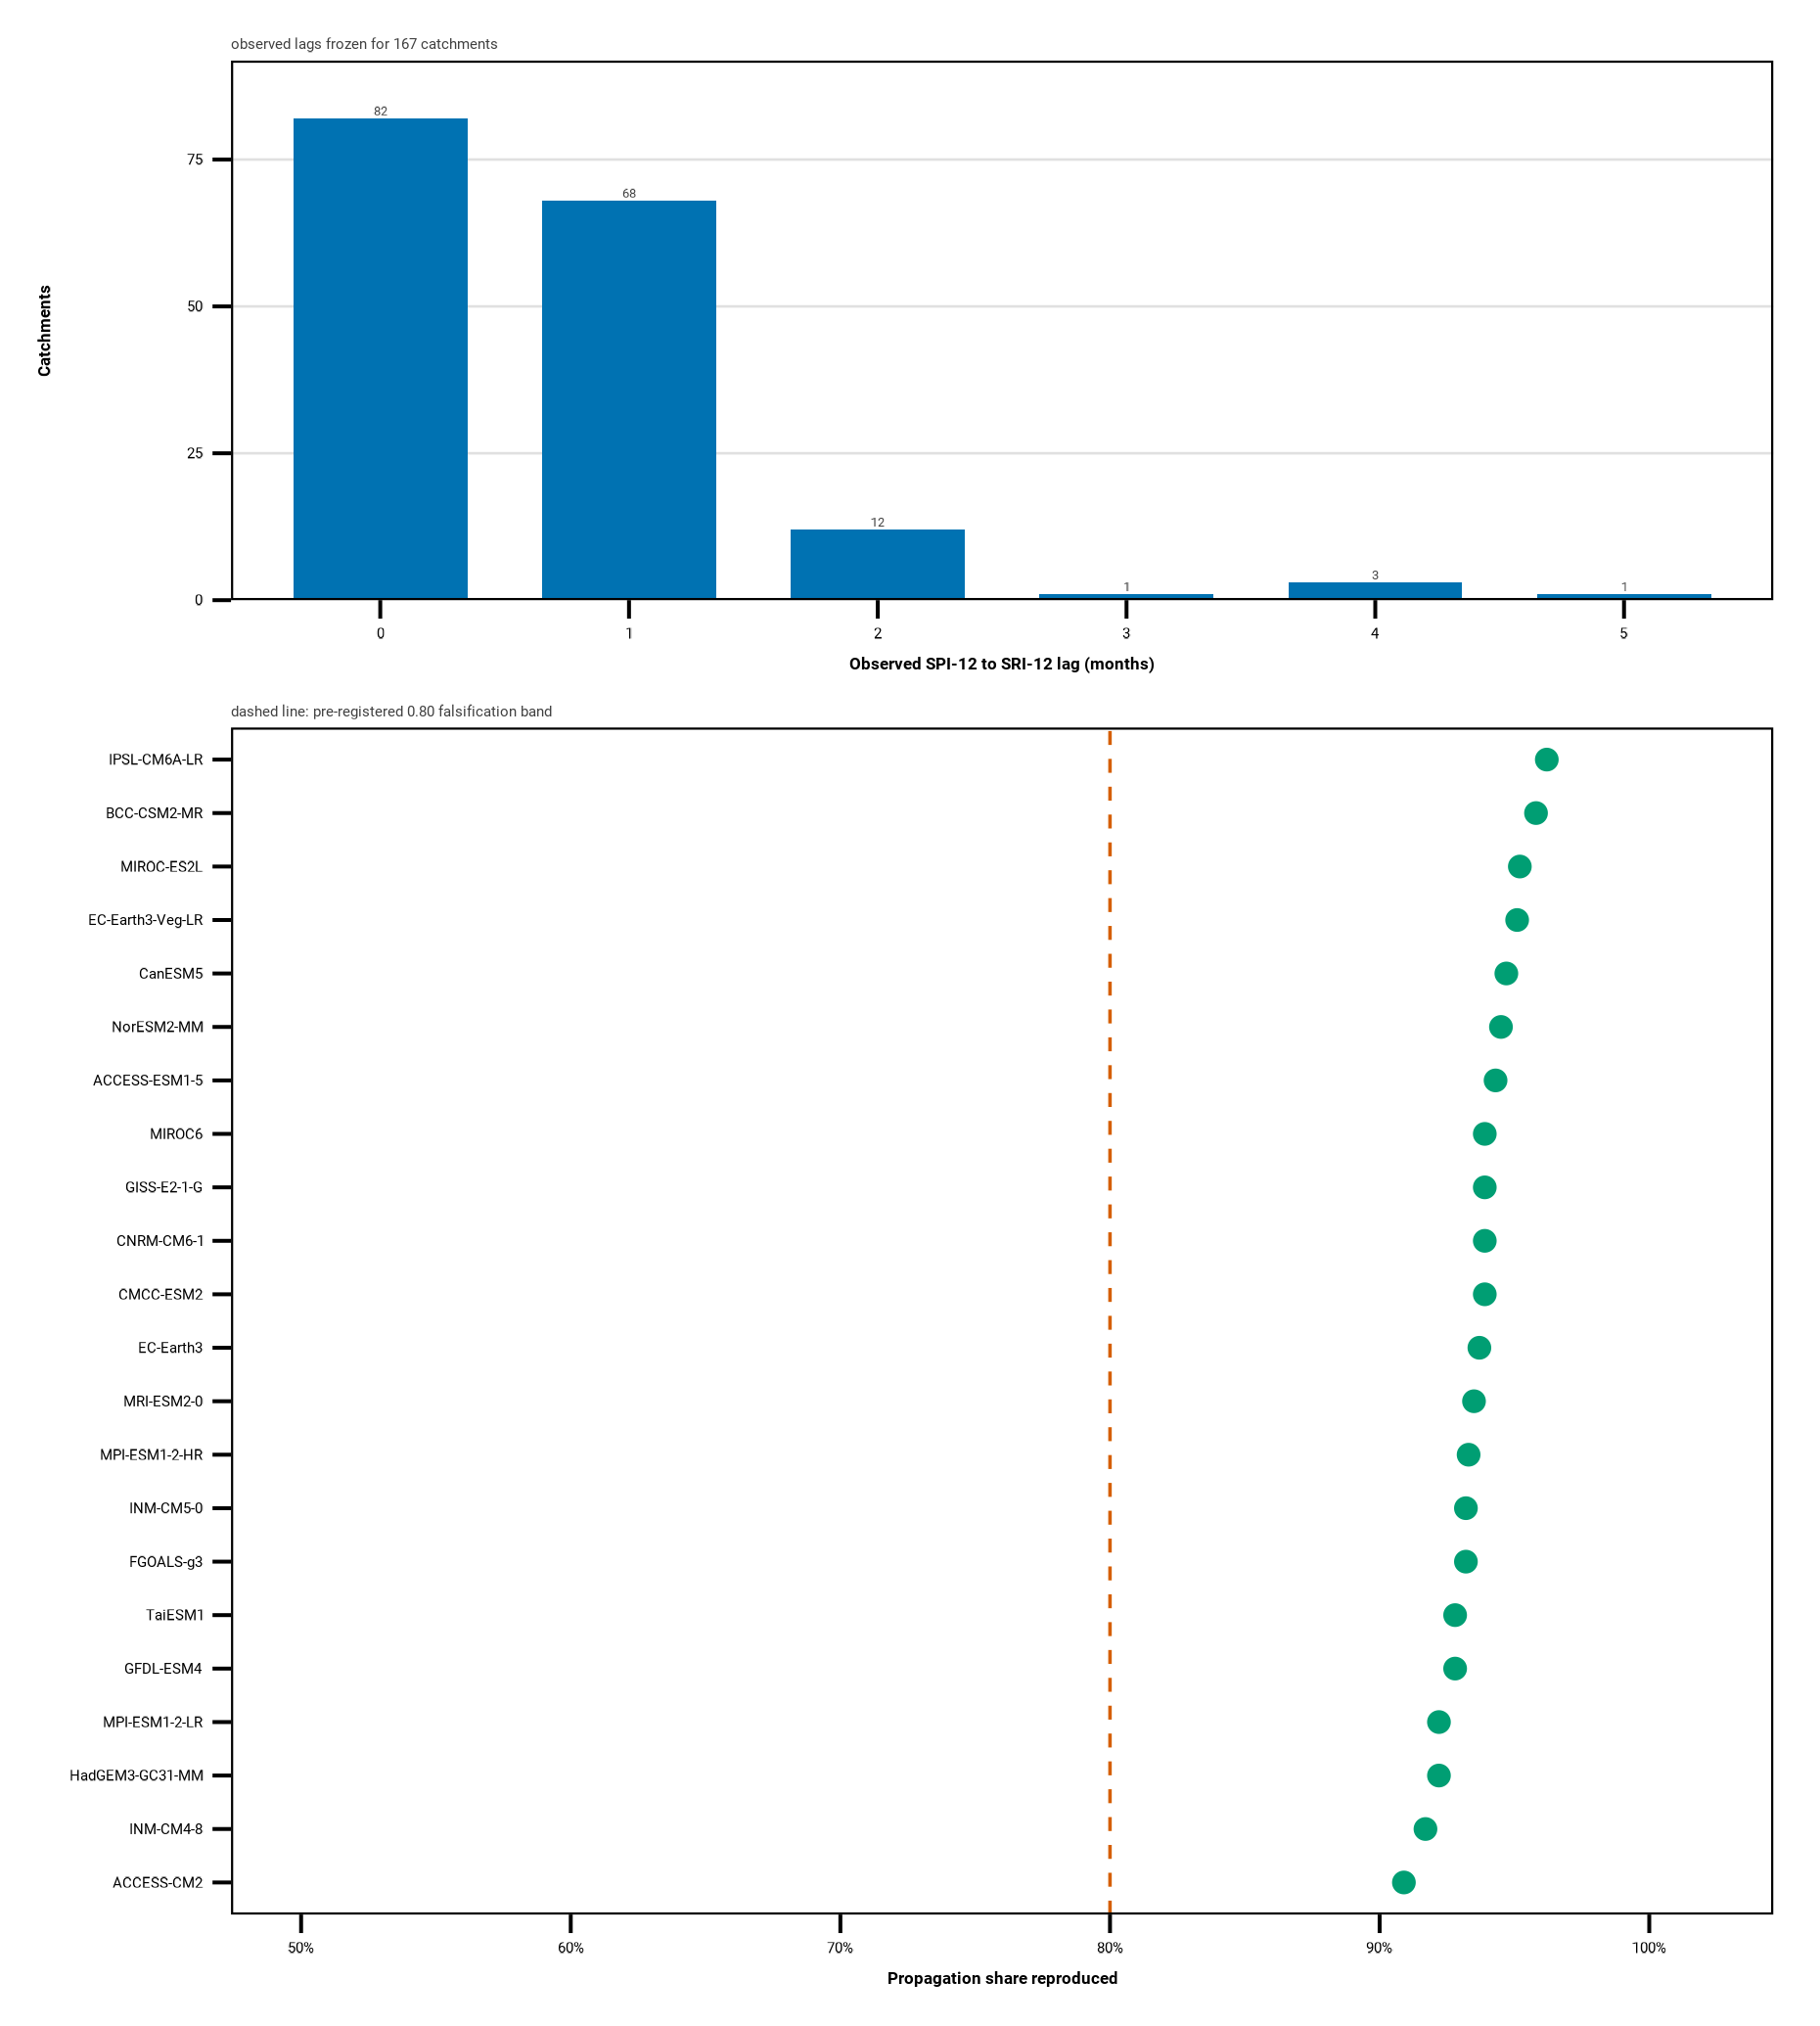 observed lags frozen for 167 catchments
82
75
68
50
Catchments
25
12
1
3
1
0
0
1
2
3
4
5
Observed SPI-12 to SRI-12 lag (months)
dashed line: pre-registered 0.80 falsification band
IPSL-CM6A-LR
BCC-CSM2-MR
MIROC-ES2L
EC-Earth3-Veg-LR
CanESM5
NorESM2-MM
ACCESS-ESM1-5
MIROC6
GISS-E2-1-G
CNRM-CM6-1
CMCC-ESM2
EC-Earth3
MRI-ESM2-0
MPI-ESM1-2-HR
INM-CM5-0
FGOALS-g3
TaiESM1
GFDL-ESM4
MPI-ESM1-2-LR
HadGEM3-GC31-MM
INM-CM4-8
ACCESS-CM2
50%
60%
70%
80%
90%
100%
Propagation share reproduced